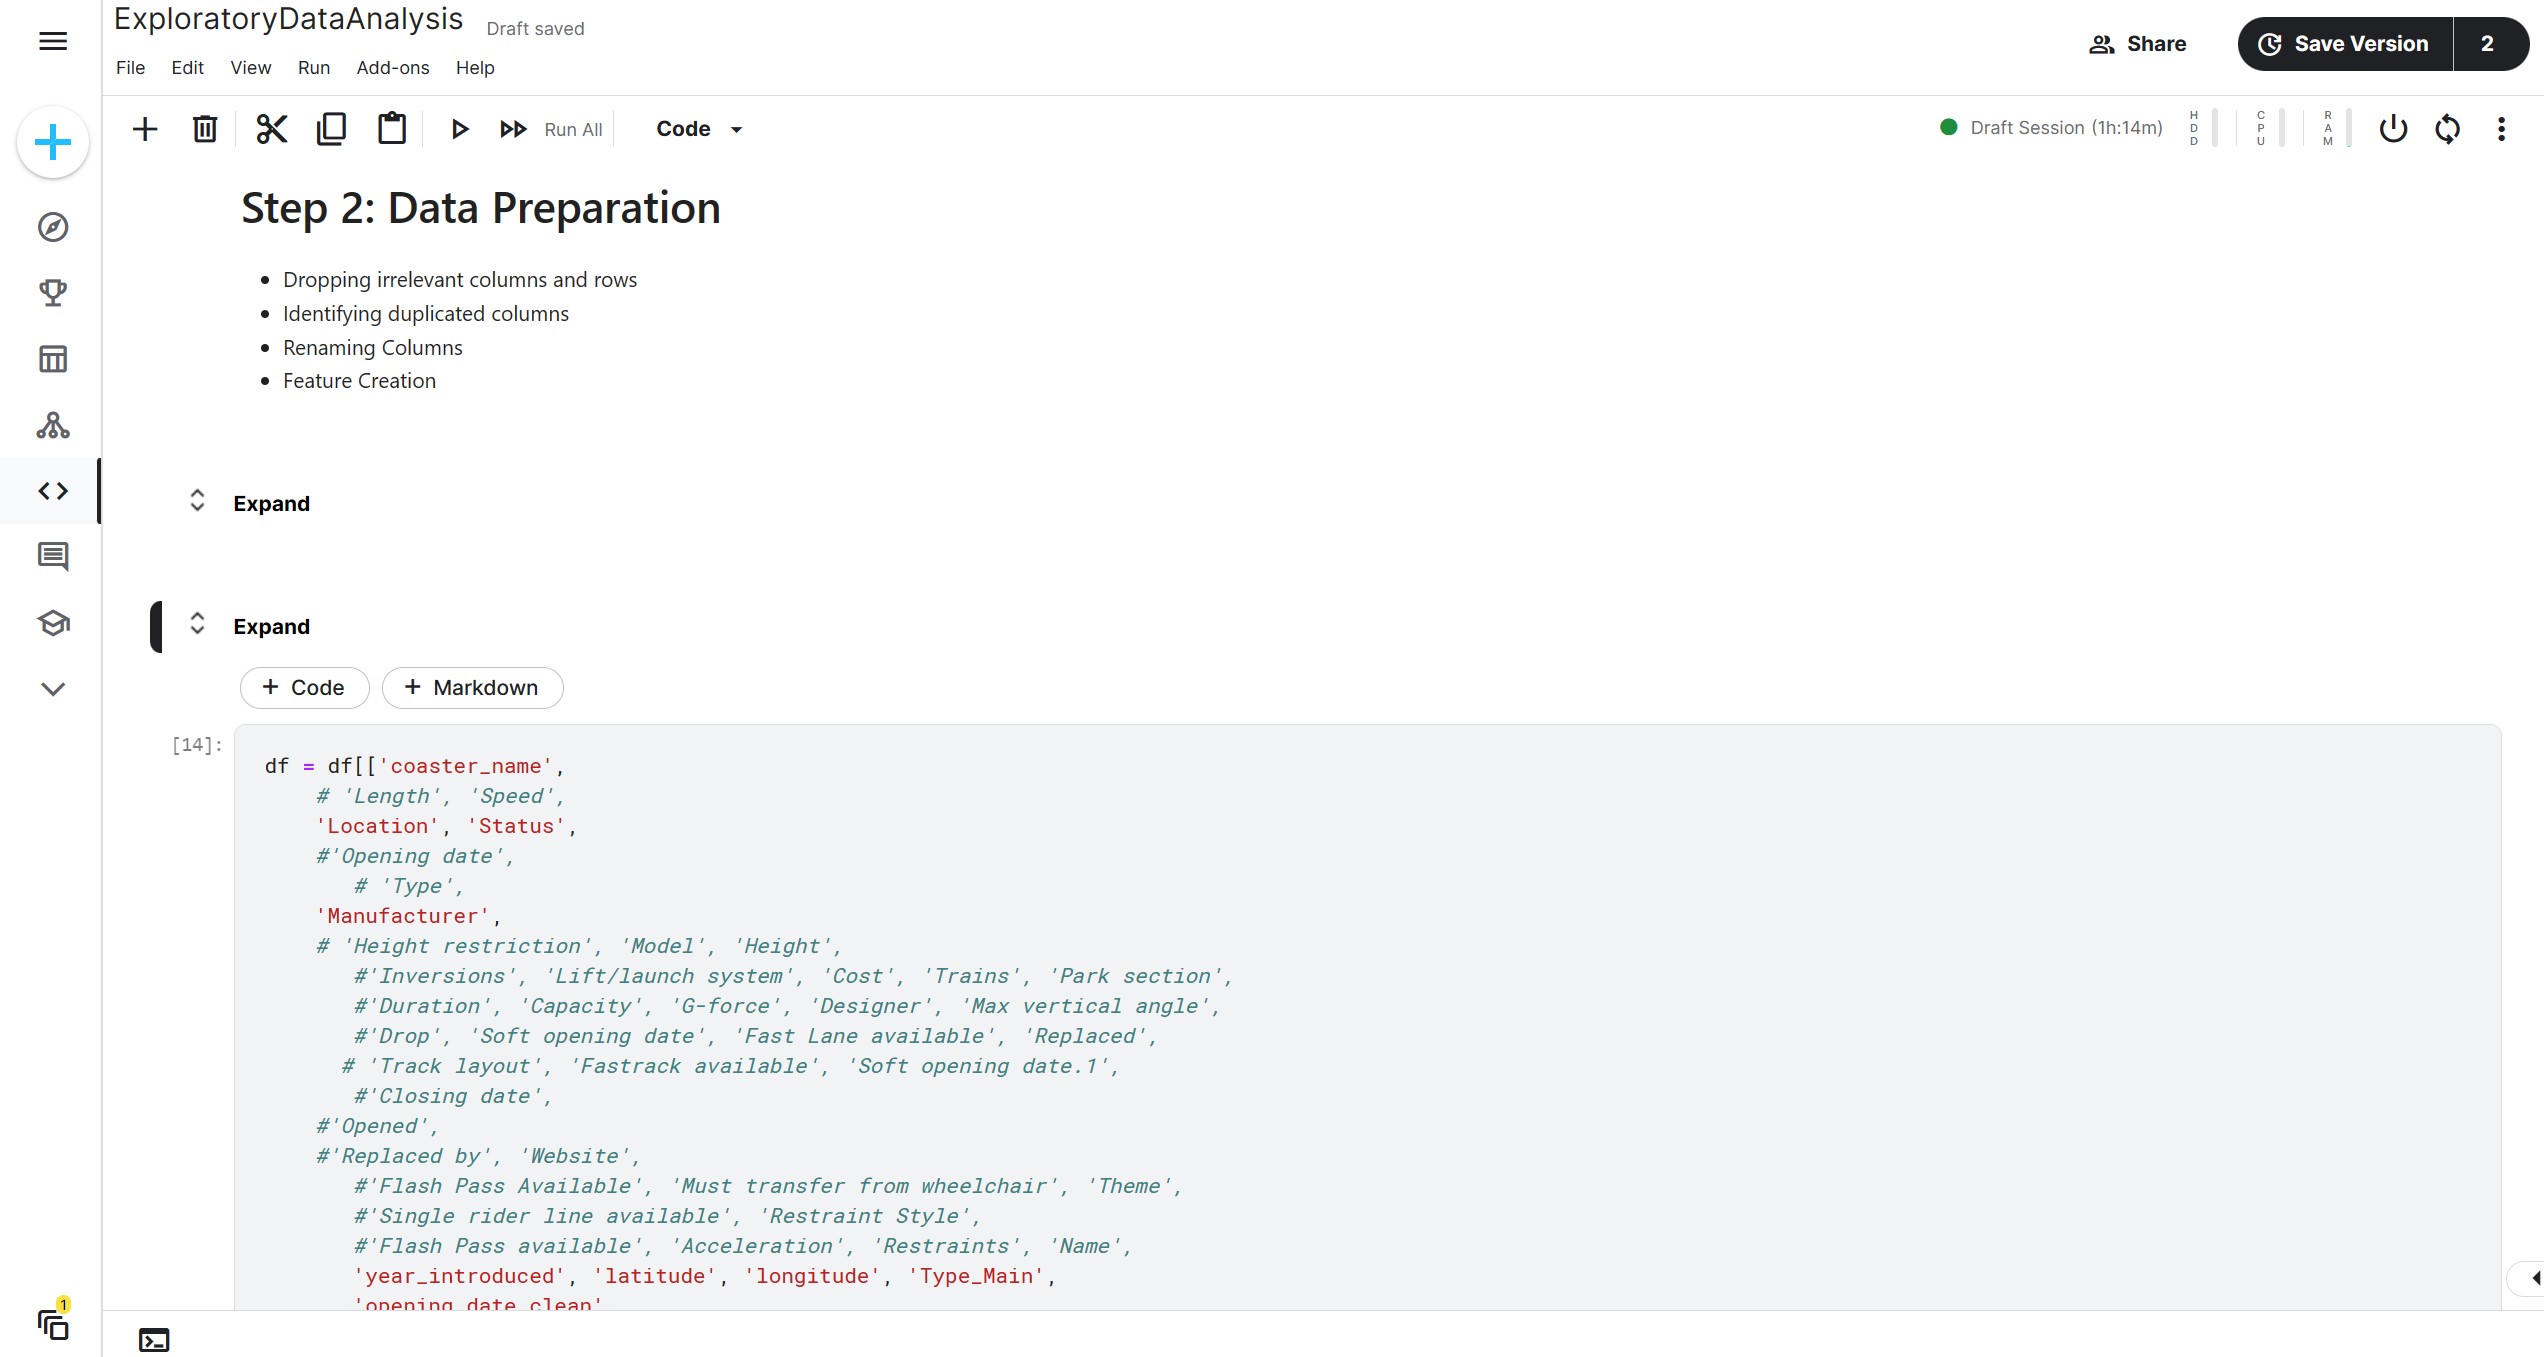 ExploratoryDataAnalysis Draft saved
File Edit View Run Add-ons Help
Share
Save Version 2
Run All
Code
Draft Session (1h:14m)
HDD
CPU
RAM
Step 2: Data Preparation
Dropping irrelevant columns and rows
Identifying duplicated columns
Renaming Columns
Feature Creation
Expand
Expand
+ Code + Markdown
[14]:
df = df[['coaster_name',
# 'Length', 'Speed',
'Location', 'Status',
#'Opening date',
# 'Type',
'Manufacturer',
# 'Height restriction', 'Model', 'Height',
#'Inversions', 'Lift/launch system', 'Cost', 'Trains', 'Park section',
#'Duration', 'Capacity', 'G-force', 'Designer', 'Max vertical angle',
#'Drop', 'Soft opening date', 'Fast Lane available', 'Replaced',
# 'Track layout', 'Fastrack available', 'Soft opening date.1',
#'Closing date',
#'Opened',
#'Replaced by', 'Website',
#'Flash Pass Available', 'Must transfer from wheelchair', 'Theme',
#'Single rider line available', 'Restraint Style',
#'Flash Pass available', 'Acceleration', 'Restraints', 'Name',
'year_introduced', 'latitude', 'longitude', 'Type_Main',
'opening_date_clean'
1